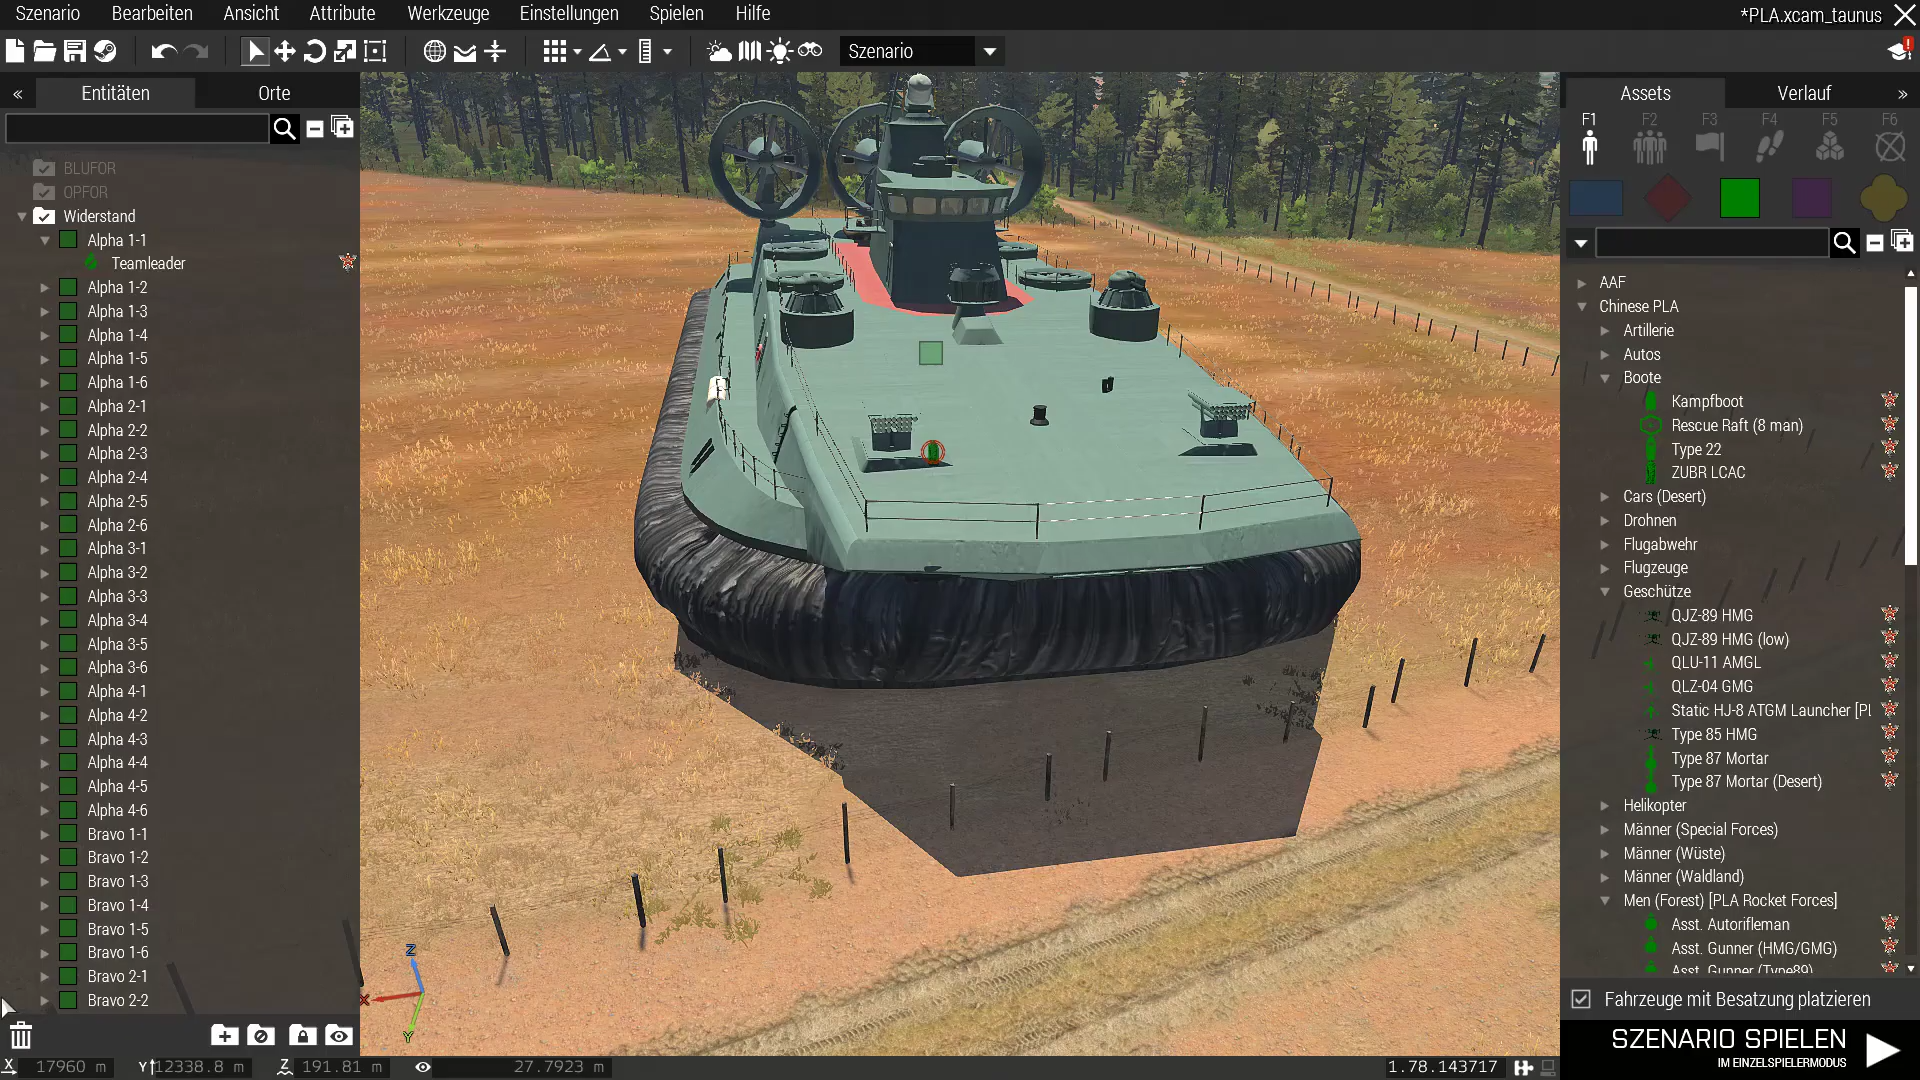 Szenario Bearbeiten Ansicht Attribute Werkzeuge Einstellungen Spielen Hilfe
*PLA.xcam_taunus
Szenario
Entitäten Orte
BLUFOR
OPFOR
Widerstand
Alpha 1-1
Teamleader
Alpha 1-2
Alpha 1-3
Alpha 1-4
Alpha 1-5
Alpha 1-6
Alpha 2-1
Alpha 2-2
Alpha 2-3
Alpha 2-4
Alpha 2-5
Alpha 2-6
Alpha 3-1
Alpha 3-2
Alpha 3-3
Alpha 3-4
Alpha 3-5
Alpha 3-6
Alpha 4-1
Alpha 4-2
Alpha 4-3
Alpha 4-4
Alpha 4-5
Alpha 4-6
Bravo 1-1
Bravo 1-2
Bravo 1-3
Bravo 1-4
Bravo 1-5
Bravo 1-6
Bravo 2-1
Bravo 2-2
Z
X
Y
Assets Verlauf
F1 F2 F3 F4 F5 F6
AAF
Chinese PLA
Artillerie
Autos
Boote
Kampfboot
Rescue Raft (8 man)
Type 22
ZUBR LCAC
Cars (Desert)
Drohnen
Flugabwehr
Flugzeuge
Geschütze
QJZ-89 HMG
QJZ-89 HMG (low)
QLU-11 AMGL
QLZ-04 GMG
Static HJ-8 ATGM Launcher [Pl
Type 85 HMG
Type 87 Mortar
Type 87 Mortar (Desert)
Helikopter
Männer (Special Forces)
Männer (Wüste)
Männer (Waldland)
Men (Forest) [PLA Rocket Forces]
Asst. Autorifleman
Asst. Gunner (HMG/GMG)
Asst. Gunner (Type89)
Fahrzeuge mit Besatzung platzieren
SZENARIO SPIELEN
IM EINZELSPIELERMODUS
X 17960 m Y 12338.8 m Z 191.81 m 27.7923 m
1.78.143717